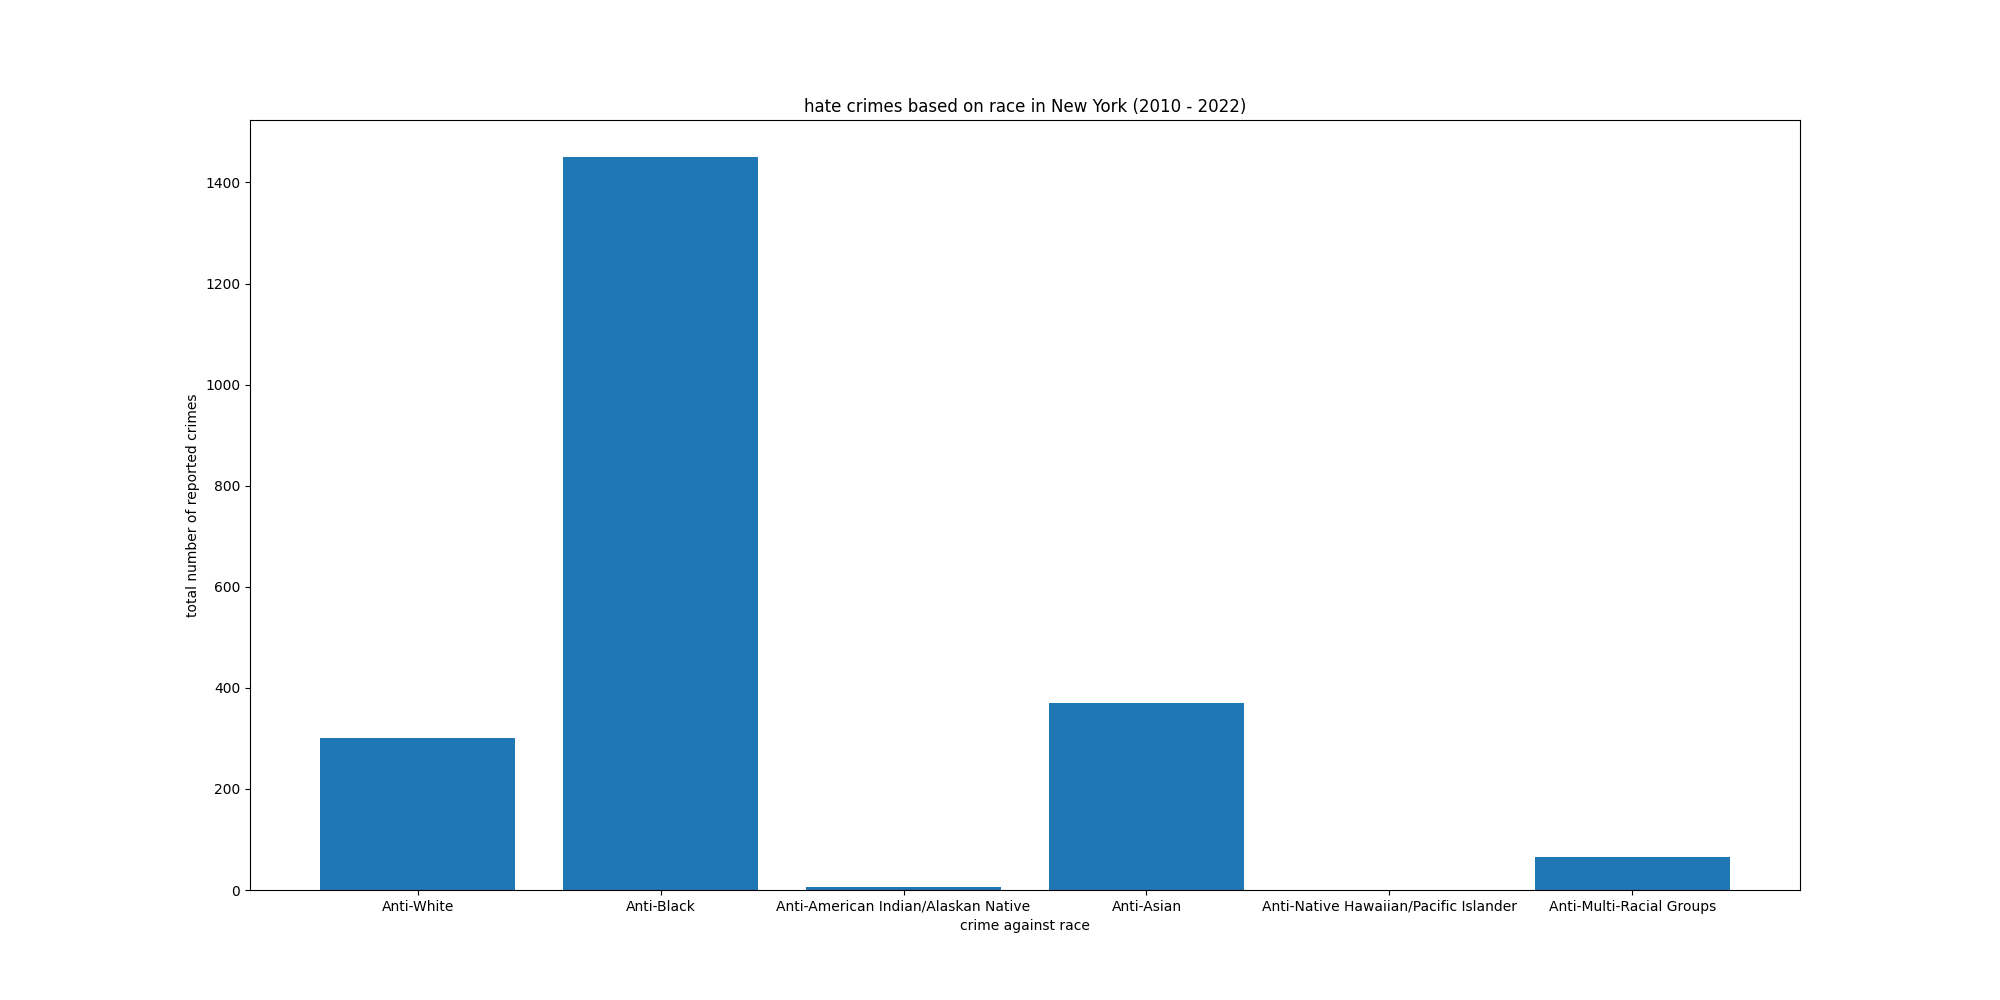 hate crimes based on race in New York (2010 - 2022)
total number of reported crimes
1400
1200
1000
800
600
400
200
0
Anti-White
Anti-Black
Anti-American Indian/Alaskan Native
Anti-Asian
Anti-Native Hawaiian/Pacific Islander
Anti-Multi-Racial Groups
crime against race